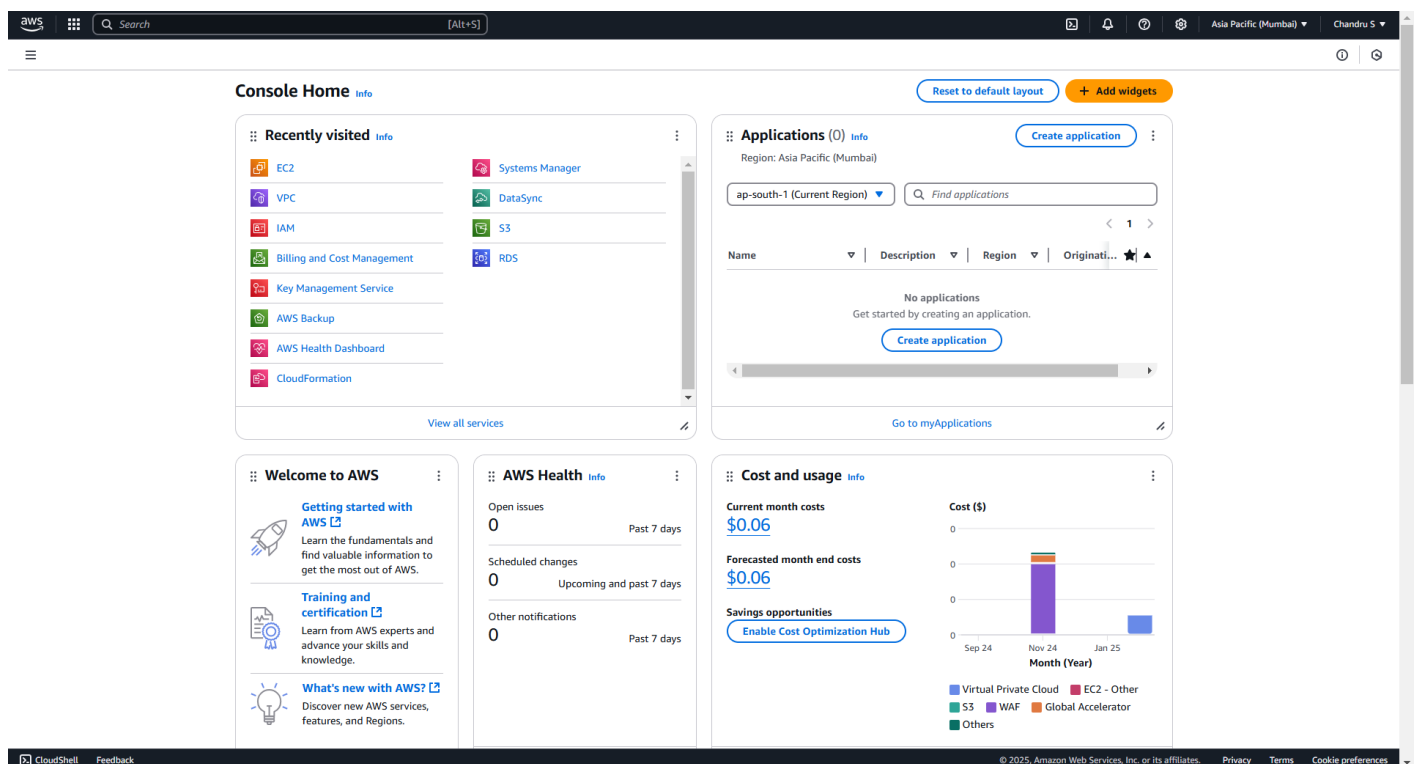 aws
Search [Alt+S]
Asia Pacific (Mumbai) ▼
Chandru S ▼
Console Home Info
Reset to default layout
+ Add widgets
Recently visited Info
EC2
VPC
IAM
Billing and Cost Management
Key Management Service
AWS Backup
AWS Health Dashboard
CloudFormation
Systems Manager
DataSync
S3
RDS
View all services
Applications (0) Info
Create application
Region: Asia Pacific (Mumbai)
ap-south-1 (Current Region) ▼
Find applications
1
Name
Description
Region
Originati...
No applications
Get started by creating an application.
Create application
Go to myApplications
Welcome to AWS
Getting started with
AWS
Learn the fundamentals and
find valuable information to
get the most out of AWS.
Training and
certification
Learn from AWS experts and
advance your skills and
knowledge.
What's new with AWS?
Discover new AWS services,
features, and Regions.
AWS Health Info
Open issues
0 Past 7 days
Scheduled changes
0 Upcoming and past 7 days
Other notifications
0 Past 7 days
Cost and usage Info
Current month costs
$0.06
Forecasted month end costs
$0.06
Savings opportunities
Enable Cost Optimization Hub
Cost ($)
0
0
0
0
Sep 24 Nov 24 Jan 25
Month (Year)
Virtual Private Cloud EC2 - Other
S3 WAF Global Accelerator
Others
CloudShell Feedback
© 2025, Amazon Web Services, Inc. or its affiliates. Privacy Terms Cookie preferences